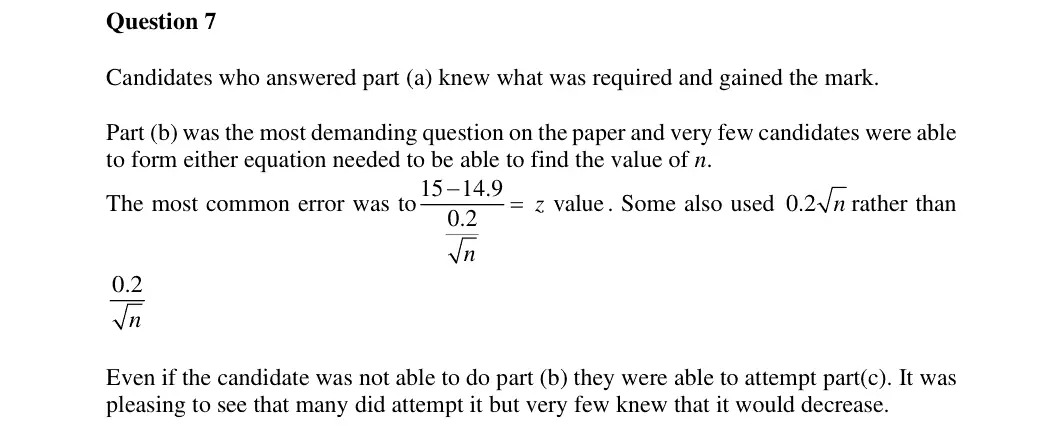 Question 7
Candidates who answered part (a) knew what was required and gained the mark.
Part (b) was the most demanding question on the paper and very few candidates were able
to form either equation needed to be able to find the value of n.
The most common error was to (15–14.9)/(0.2/√n) = z value. Some also used 0.2√n rather than
0.2/√n
Even if the candidate was not able to do part (b) they were able to attempt part(c). It was
pleasing to see that many did attempt it but very few knew that it would decrease.